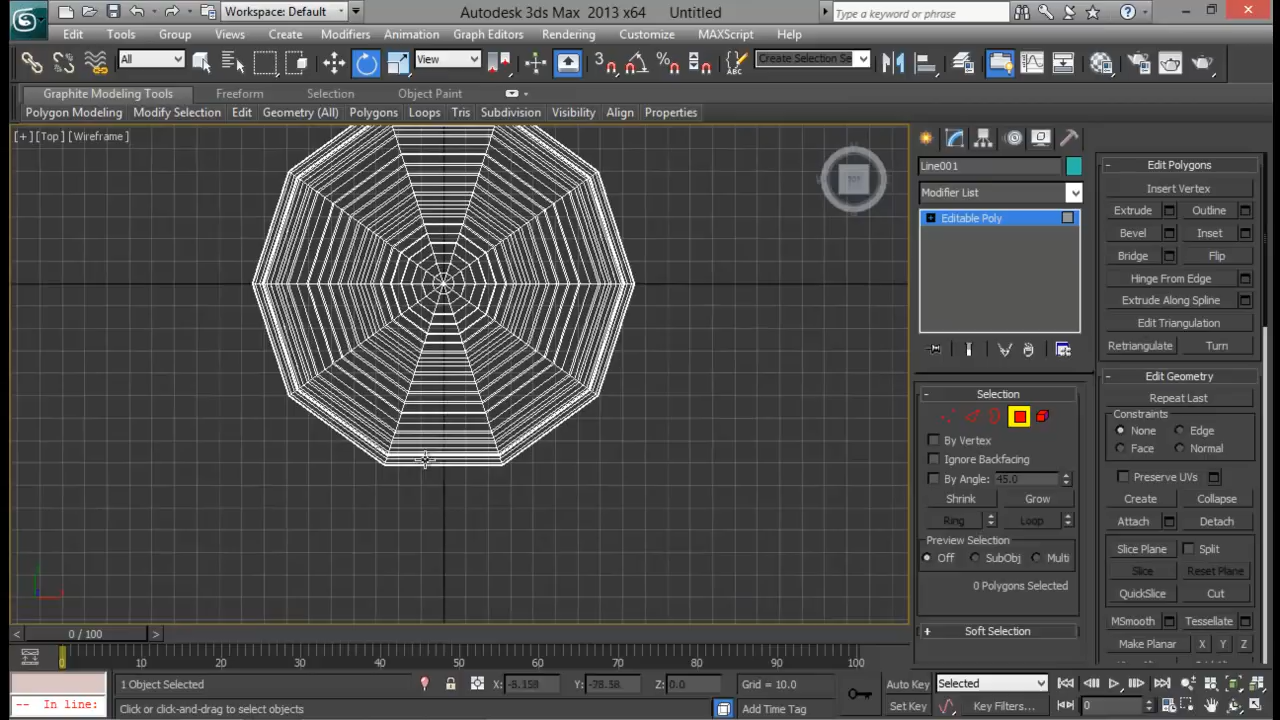 Workspace: Default
Autodesk 3ds Max 2013 x64 Untitled
Type a keyword or phrase
Edit Tools Group Views Create Modifiers Animation Graph Editors Rendering Customize MAXScript Help
All
View
3
ABC
Create Selection Se
Graphite Modeling Tools Freeform Selection Object Paint
Polygon Modeling Modify Selection Edit Geometry (All) Polygons Loops Tris Subdivision Visibility Align Properties
[+] [Top] [Wireframe]
TOP
Line001
Modifier List
Editable Poly
Selection
By Vertex
Ignore Backfacing
By Angle: 45.0
Shrink Grow
Ring Loop
Preview Selection
Off SubObj Multi
0 Polygons Selected
Soft Selection
Edit Polygons
Insert Vertex
Extrude Outline
Bevel Inset
Bridge Flip
Hinge From Edge
Extrude Along Spline
Edit Triangulation
Retriangulate Turn
Edit Geometry
Repeat Last
Constraints
None Edge
Face Normal
Preserve UVs
Create Collapse
Attach Detach
Slice Plane Split
Slice Reset Plane
QuickSlice Cut
MSmooth Tessellate
Make Planar X Y Z
0 / 100
0 10 20 30 40 50 60 70 80 90 100
1 Object Selected X: Y: Z: 0.0 Grid = 10.0
Auto Key Selected
-- In line:
Click or click-and-drag to select objects
Add Time Tag
Set Key Key Filters... 0